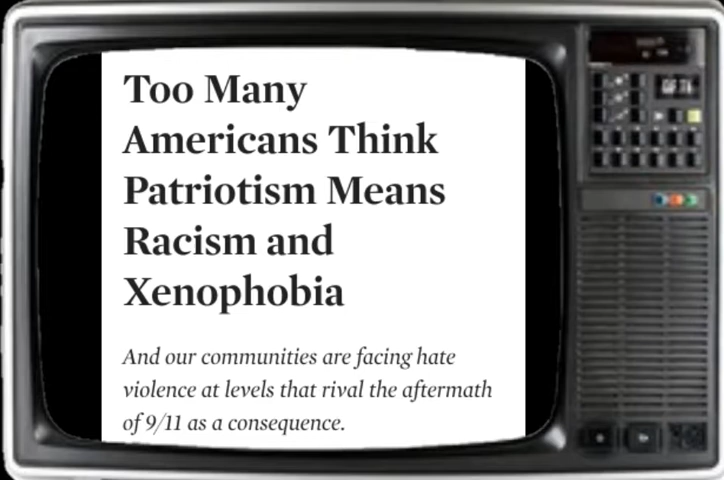 Too Many
Americans Think
Patriotism Means
Racism and
Xenophobia
And our communities are facing hate
violence at levels that rival the aftermath
of 9/11 as a consequence.